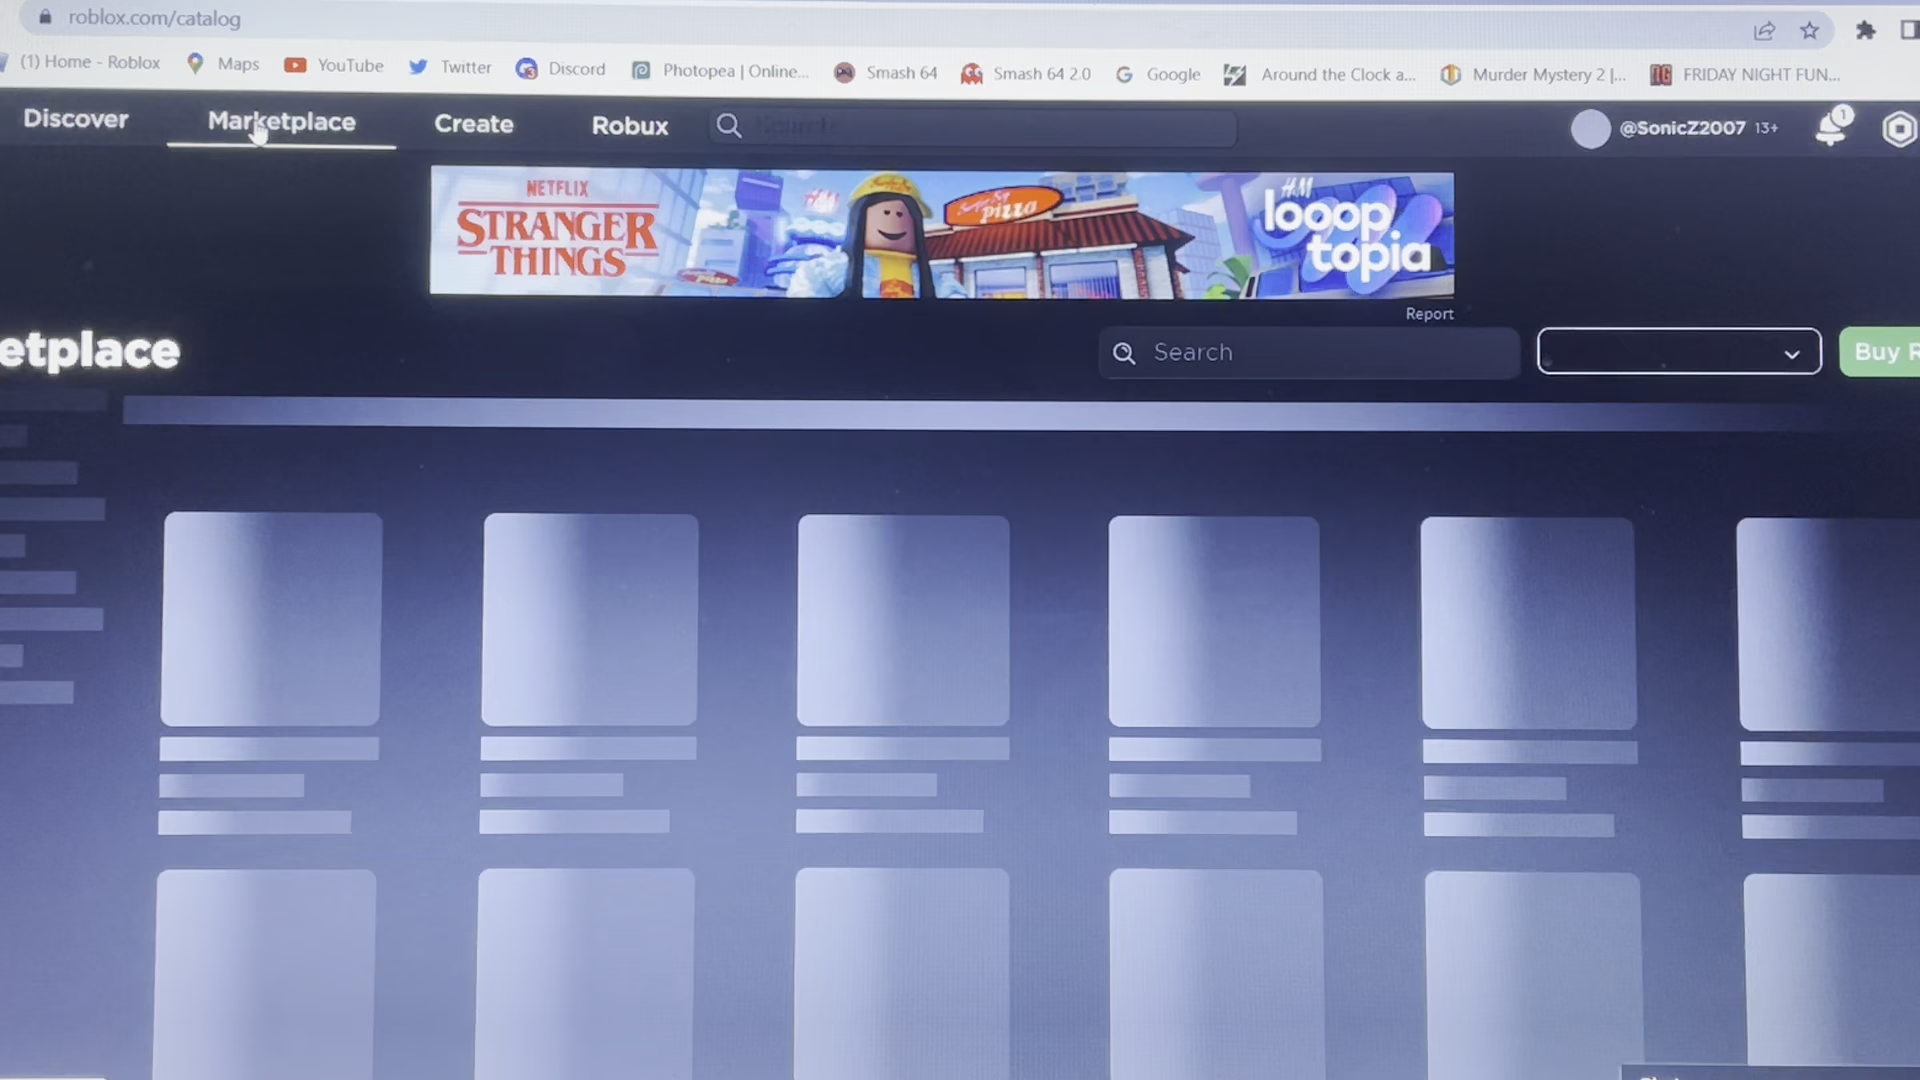 roblox.com/catalog
(1) Home - Roblox Maps YouTube Twitter Discord Photopea | Online... Smash 64 Smash 64 2.0 Google Around the Clock a... Murder Mystery 2 |... FRIDAY NIGHT FUN...
Discover Marketplace Create Robux Search @SonicZ2007 13+ 1
NETFLIX
STRANGER
THINGS
pizza
H&M
looop
topia
Report
etplace Search Buy R